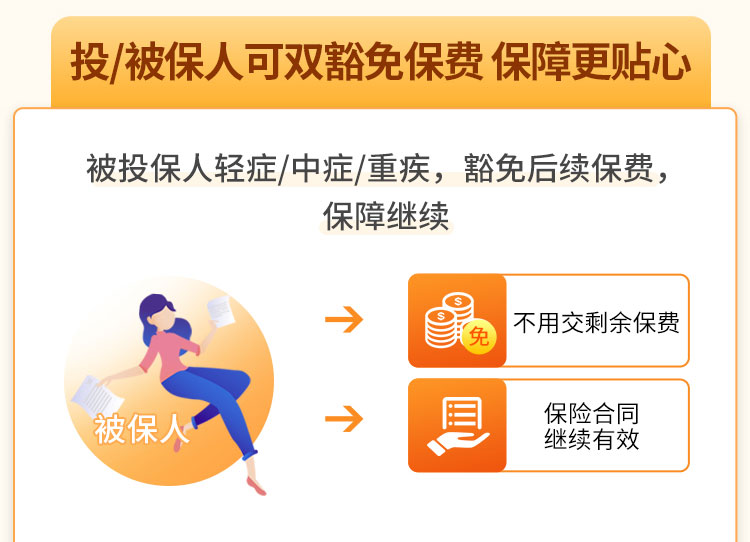 投/被保人可双豁免保费 保障更贴心
被投保人轻症/中症/重疾，豁免后续保费，
保障继续
被保人
$
$
免
不用交剩余保费
保险合同
继续有效